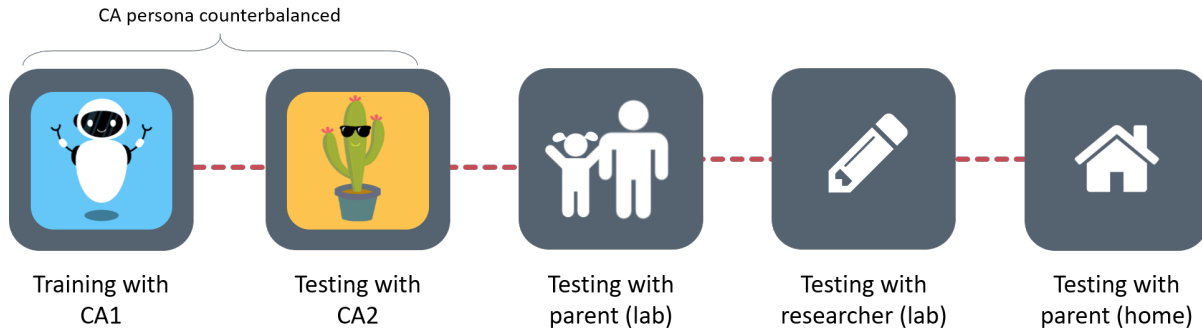 CA persona counterbalanced
Training with
CA1
Testing with
CA2
Testing with
parent (lab)
Testing with
researcher (lab)
Testing with
parent (home)